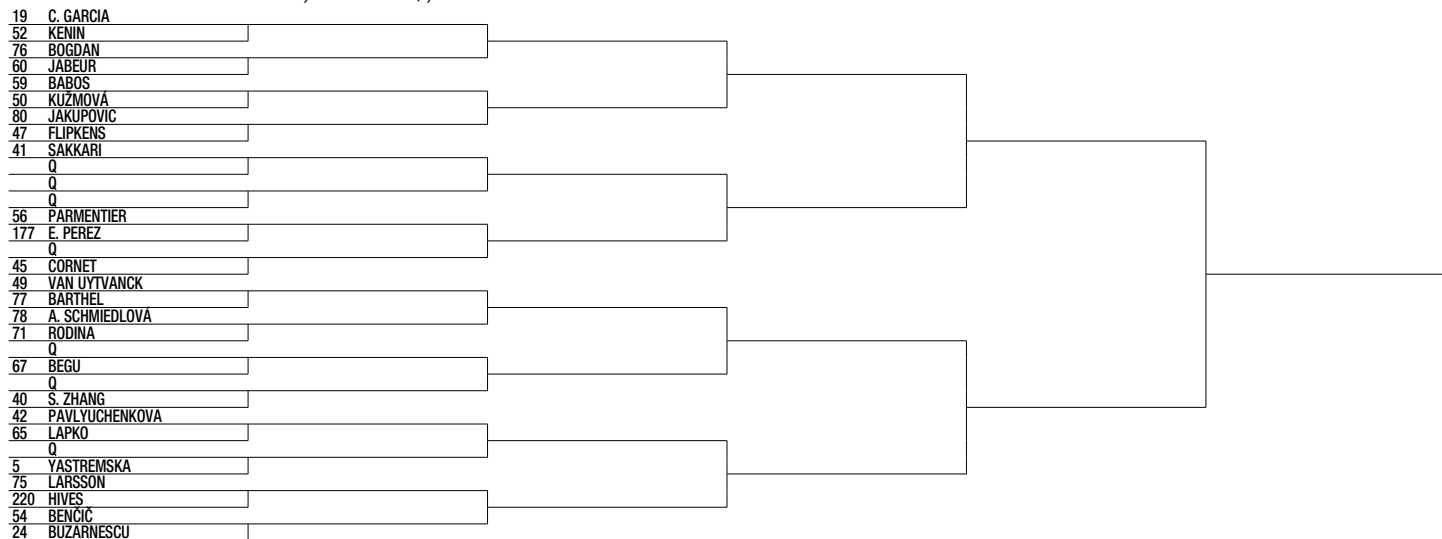 19 C. GARCIA
52 KENIN
76 BOGDAN
60 JABEUR
59 BABOS
50 KUŽMOVÁ
80 JAKUPOVIC
47 FLIPKENS
41 SAKKARI
Q
Q
Q
56 PARMENTIER
177 E. PEREZ
Q
45 CORNET
49 VAN UYTVANCK
77 BARTHEL
78 A. SCHMIEDLOVÁ
71 RODINA
Q
67 BEGU
Q
40 S. ZHANG
42 PAVLYUCHENKOVA
65 LAPKO
Q
5 YASTREMSKA
75 LARSSON
220 HIVES
54 BENČIČ
24 BUZARNESCU